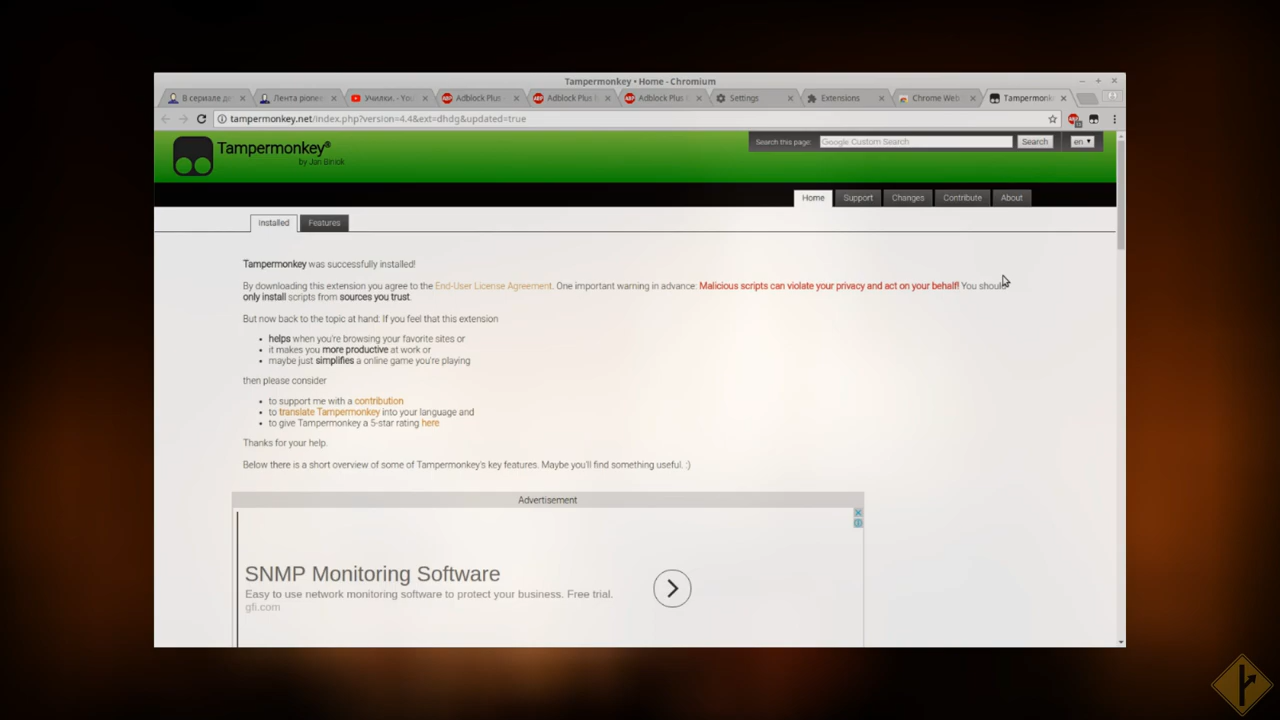 Tampermonkey • Home - Chromium
В сериале де
Лента pione
Училки. - You
Adblock Plus
Adblock Plus
Adblock Plus
Settings
Extensions
Chrome Web
Tampermonk
tampermonkey.net/index.php?version=4.4&ext=dhdg&updated=true
Tampermonkey®
by Jan Biniok
Search this page:
Google Custom Search
Search
en
Home
Support
Changes
Contribute
About
Installed
Features
Tampermonkey was successfully installed!
By downloading this extension you agree to the End-User License Agreement. One important warning in advance: Malicious scripts can violate your privacy and act on your behalf! You should
only install scripts from sources you trust.
But now back to the topic at hand: If you feel that this extension
• helps when you're browsing your favorite sites or
• it makes you more productive at work or
• maybe just simplifies a online game you're playing
then please consider
• to support me with a contribution
• to translate Tampermonkey into your language and
• to give Tampermonkey a 5-star rating here
Thanks for your help.
Below there is a short overview of some of Tampermonkey's key features. Maybe you'll find something useful. :)
Advertisement
SNMP Monitoring Software
Easy to use network monitoring software to protect your business. Free trial.
gfi.com